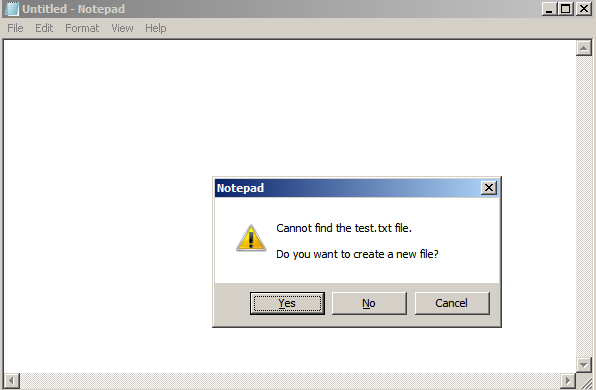 Untitled - Notepad
File Edit Format View Help
Notepad
Cannot find the test.txt file.
Do you want to create a new file?
Yes No Cancel